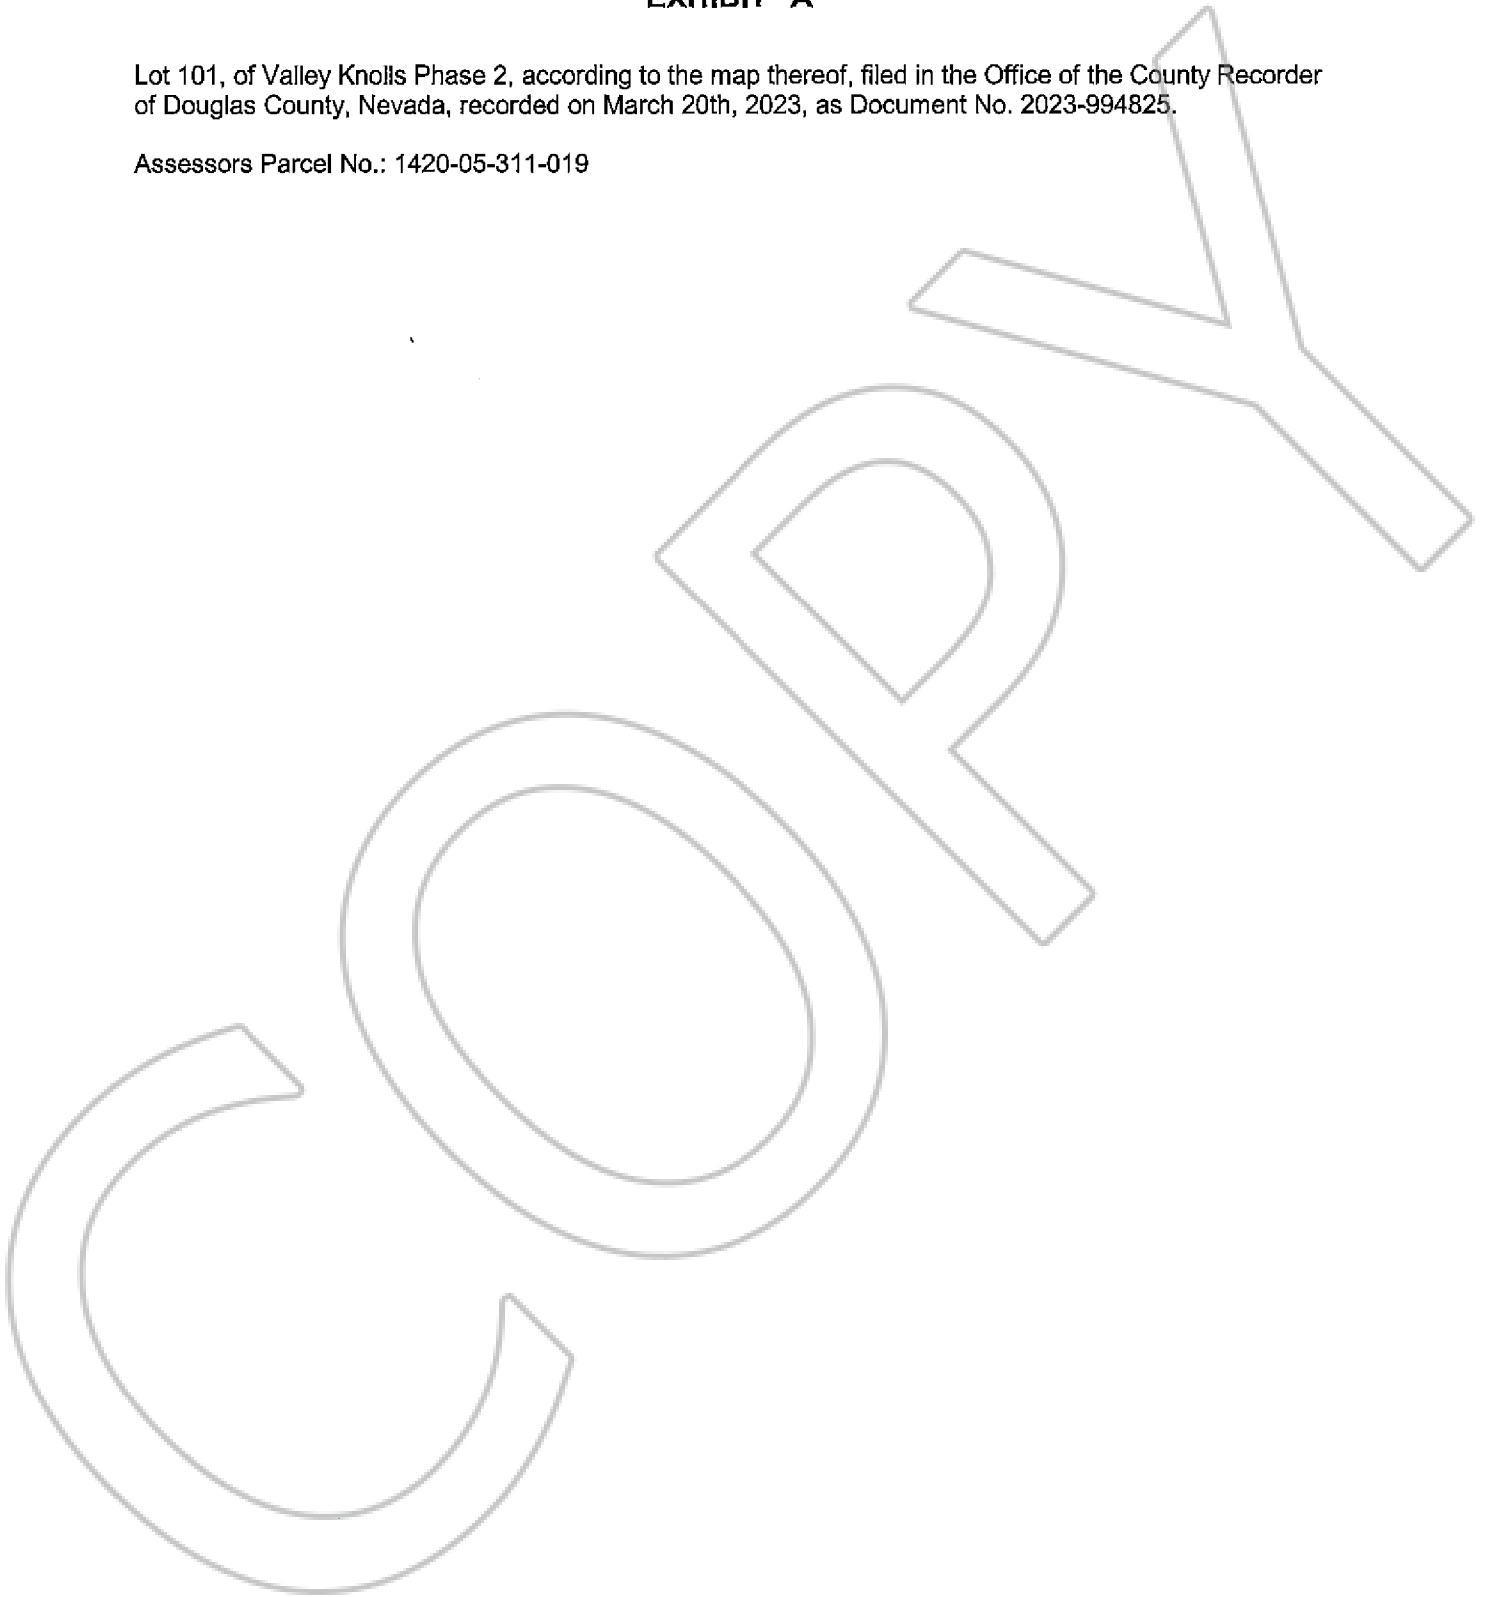 Exhibit "A"
Lot 101, of Valley Knolls Phase 2, according to the map thereof, filed in the Office of the County Recorder
of Douglas County, Nevada, recorded on March 20th, 2023, as Document No. 2023-994825.
Assessors Parcel No.: 1420-05-311-019
COPY